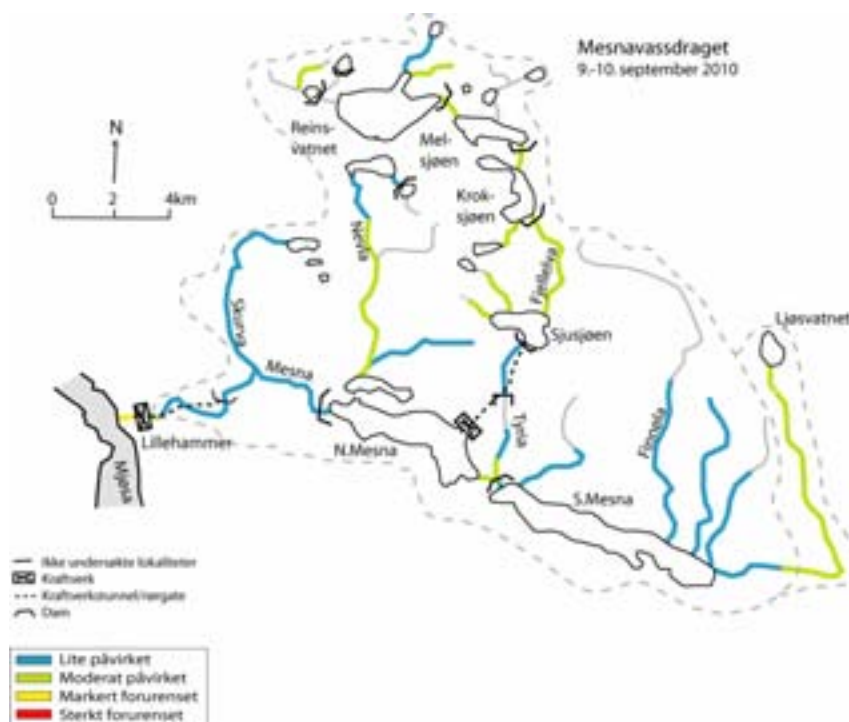 Mesnavassdraget
9.-10. september 2010
N
0 2 4km
Reins-
vatnet
Mel-
sjøen
Krok-
sjøen
Nevla
Fjellelva
Skurva
Sjusjøen
Ljøsvatnet
Mesna
Lillehammer
N.Mesna
Tyria
Finnøla
S.Mesna
Mjøsa
Ikke undersøkte lokaliteter
Kraftverk
Kraftverkstunnel/rørgate
Dam
Lite påvirket
Moderat påvirket
Markert forurenset
Sterkt forurenset